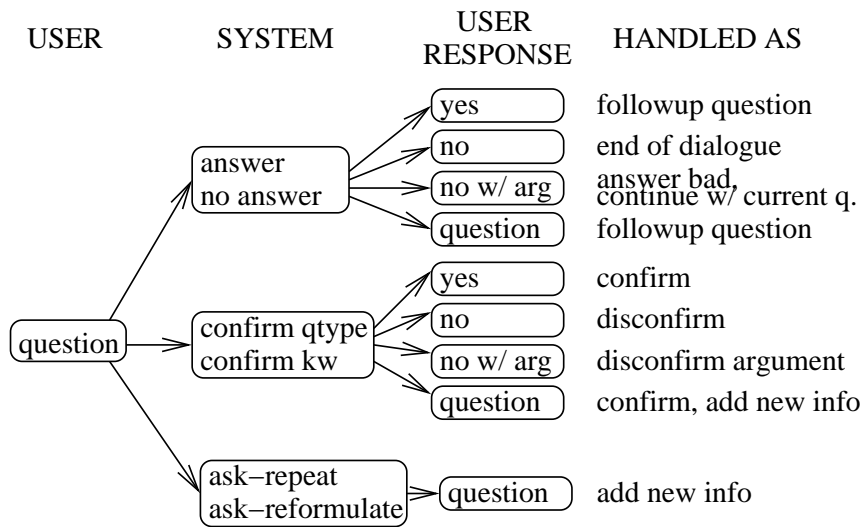 USER SYSTEM USER RESPONSE HANDLED AS
yes followup question
no end of dialogue
answer
no answer
no w/ arg answer bad,
continue w/ current q.
question followup question
yes confirm
question
confirm qtype
confirm kw
no disconfirm
no w/ arg disconfirm argument
question confirm, add new info
ask−repeat
ask−reformulate
question add new info